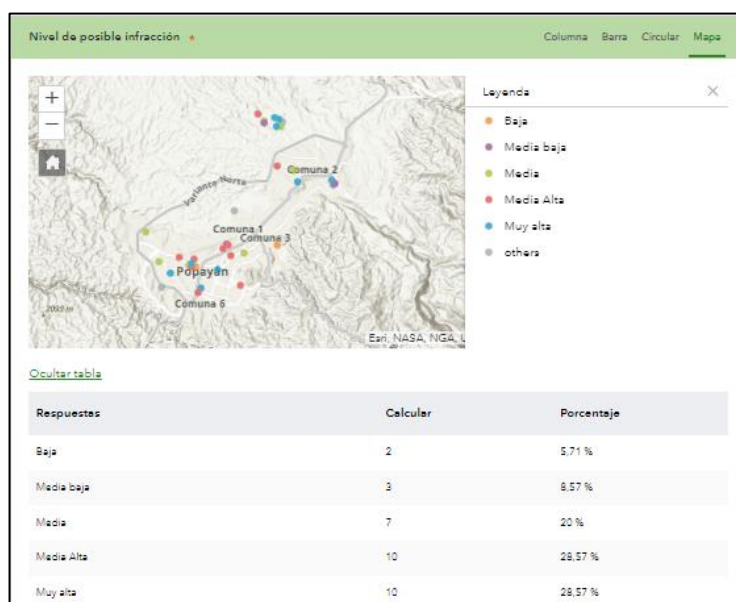 Nivel de posible infracción *
Columna Barra Circular Mapa
+
−
Variante Norte
Comuna 2
Comuna 1
Comuna 3
Popayán
Comuna 6
Esri, NASA, NGA, U
Leyenda ×
Baja
Media baja
Media
Media Alta
Muy alta
others
Ocultar tabla
Respuestas Calcular Porcentaje
Baja 2 5,71 %
Media baja 3 8,57 %
Media 7 20 %
Media Alta 10 28,57 %
Muy alta 10 28,57 %